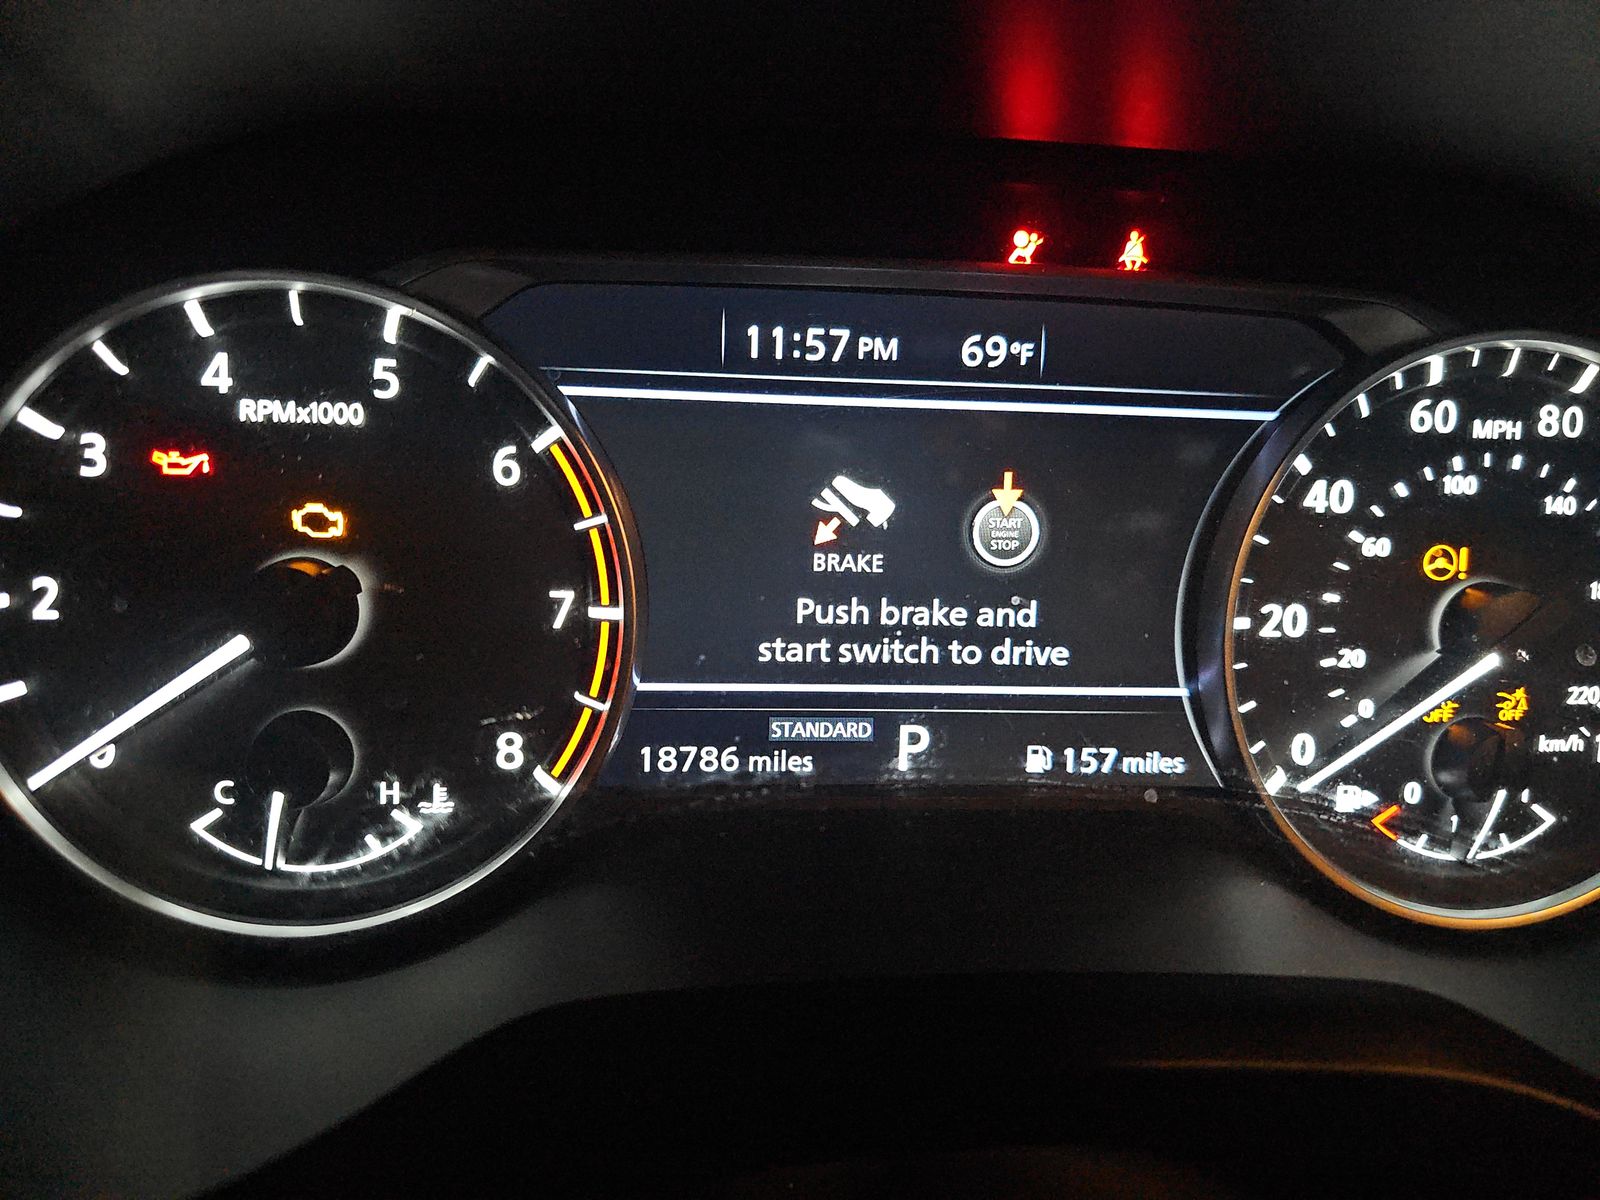 11:57 PM 69°F
4
5
RPMx1000
3
6
2
7
8
0
C H
BRAKE
START
ENGINE
STOP
Push brake and
start switch to drive
STANDARD
18786 miles P 157 miles
60 MPH 80
40
100
140
60
20
20
0
0
220
km/h
OFF
OFF
0
1